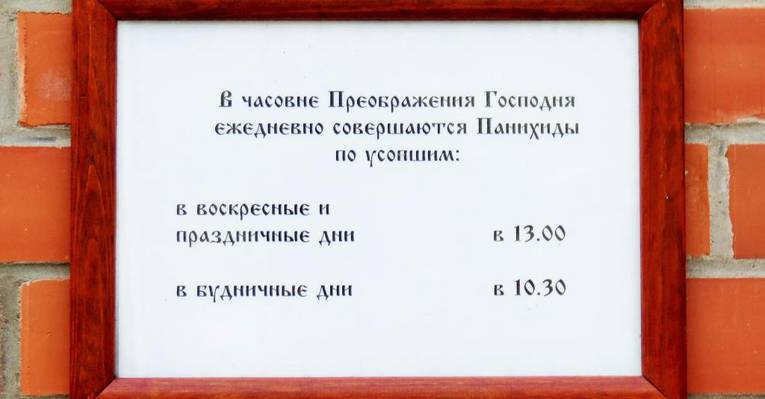 В часовне Преображения Господня
ежедневно совершаются Панихиды
по усопшим:
в воскресные и
праздничные дни в 13.00
в будничные дни в 10.30